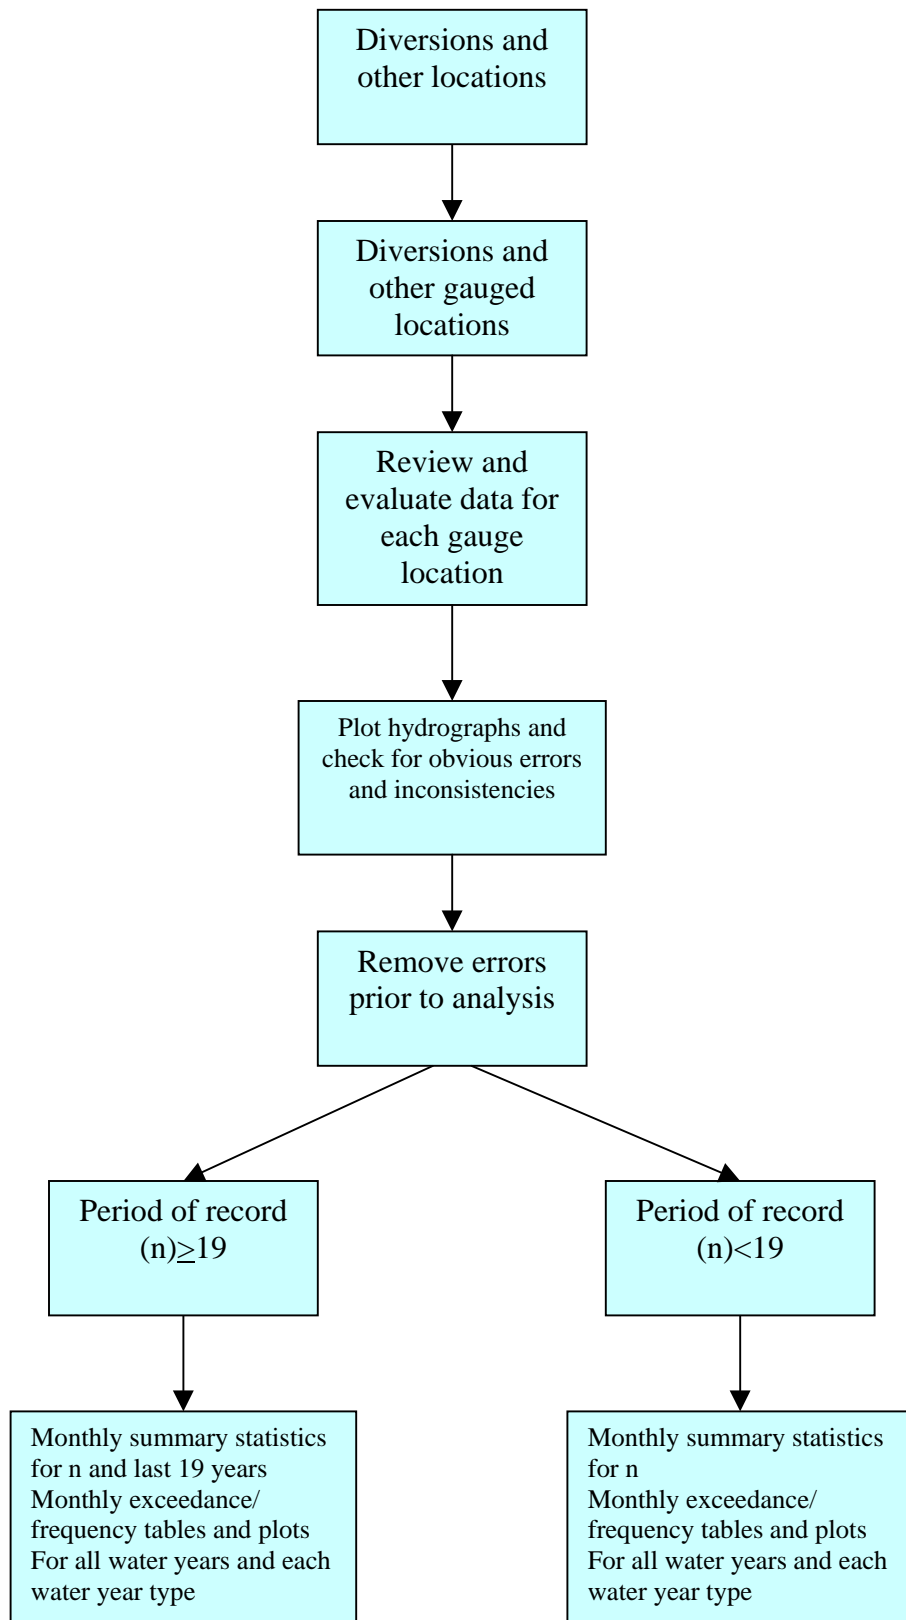 Diversions and
other locations
Diversions and
other gauged
locations
Review and
evaluate data for
each gauge
location
Plot hydrographs and
check for obvious errors
and inconsistencies
Remove errors
prior to analysis
Period of record
(n)≥19
Period of record
(n)<19
Monthly summary statistics
for n and last 19 years
Monthly exceedance/
frequency tables and plots
For all water years and each
water year type
Monthly summary statistics
for n
Monthly exceedance/
frequency tables and plots
For all water years and each
water year type